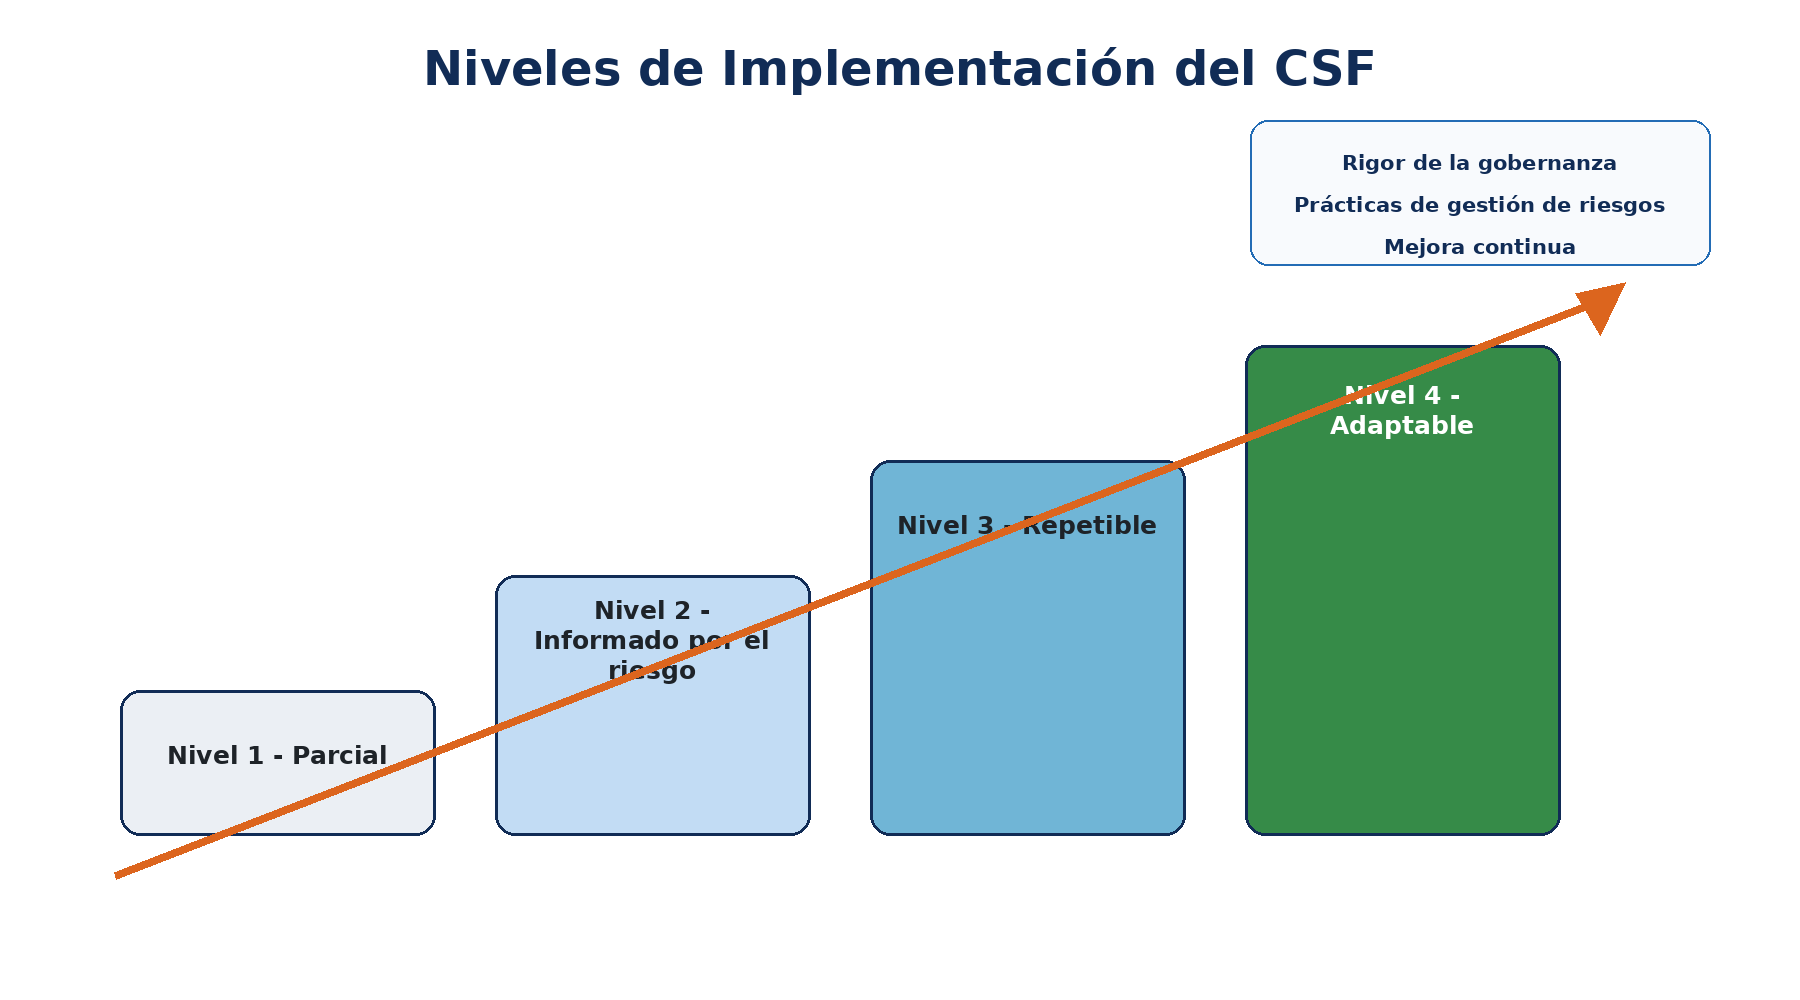 Niveles de Implementación del CSF
Rigor de la gobernanza
Prácticas de gestión de riesgos
Mejora continua
Nivel 1 - Parcial
Nivel 2 -
Informado por el
riesgo
Nivel 3 - Repetible
Nivel 4 -
Adaptable